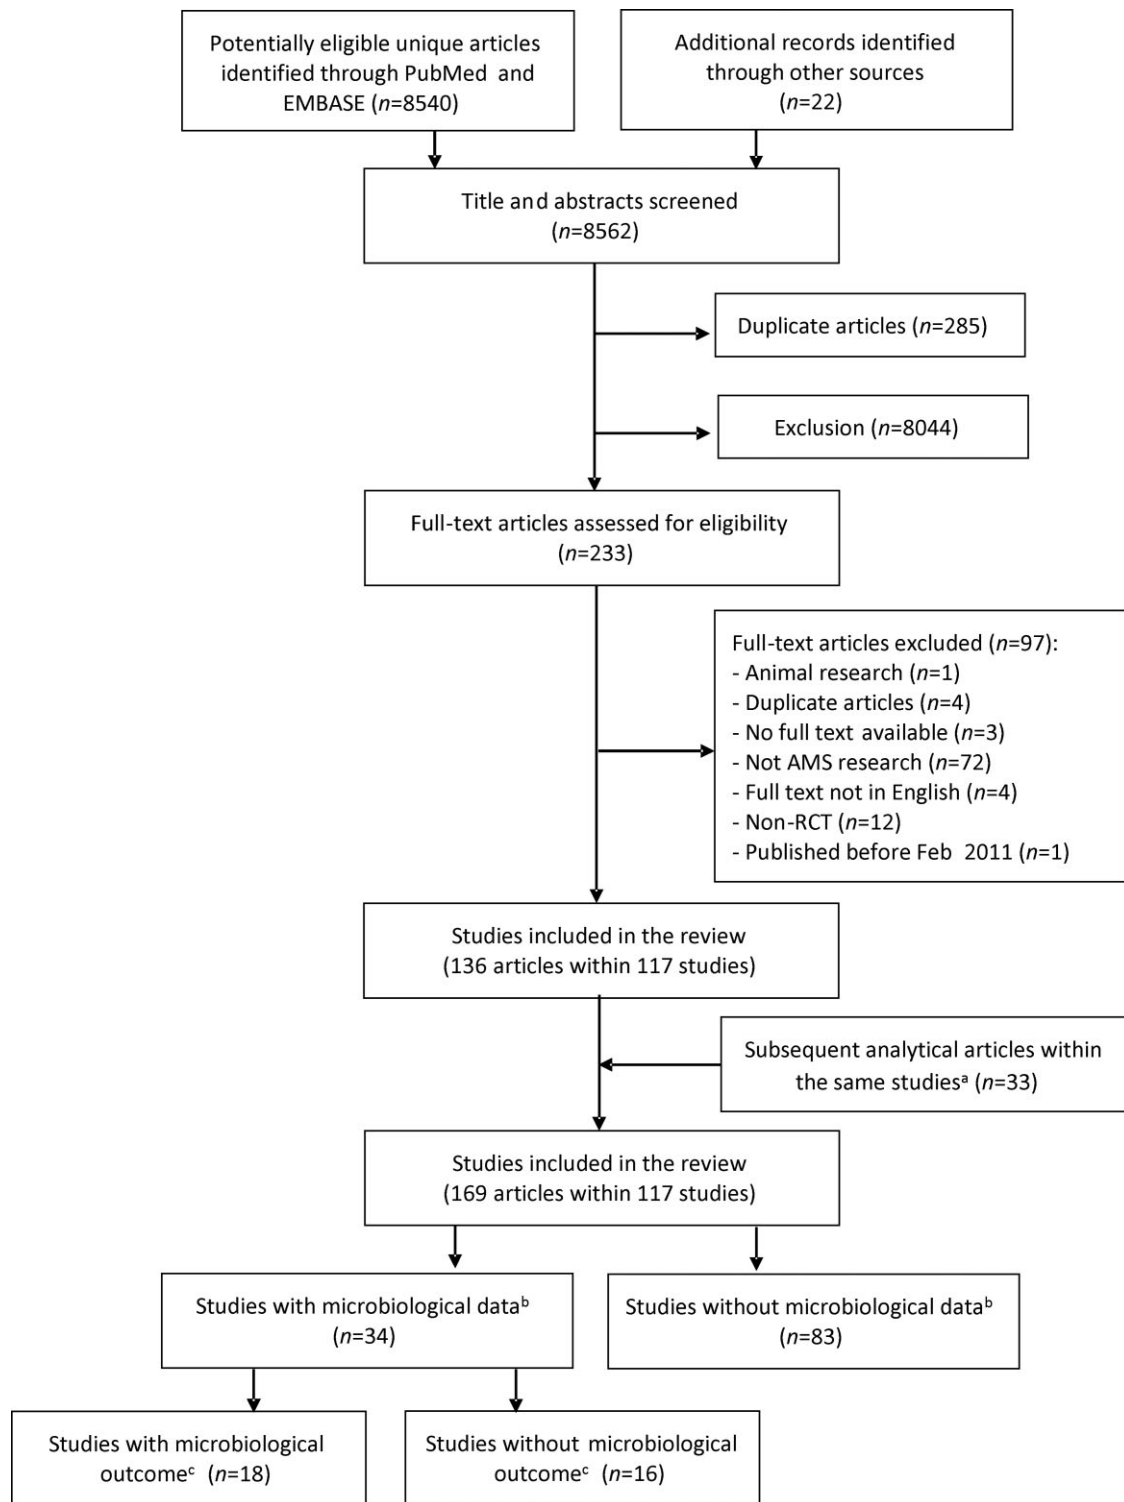 Potentially eligible unique articles
identified through PubMed and
EMBASE (n=8540)
Additional records identified
through other sources
(n=22)
Title and abstracts screened
(n=8562)
Duplicate articles (n=285)
Exclusion (n=8044)
Full-text articles assessed for eligibility
(n=233)
Full-text articles excluded (n=97):
- Animal research (n=1)
- Duplicate articles (n=4)
- No full text available (n=3)
- Not AMS research (n=72)
- Full text not in English (n=4)
- Non-RCT (n=12)
- Published before Feb 2011 (n=1)
Studies included in the review
(136 articles within 117 studies)
Subsequent analytical articles within
the same studiesᵃ (n=33)
Studies included in the review
(169 articles within 117 studies)
Studies with microbiological dataᵇ
(n=34)
Studies without microbiological dataᵇ
(n=83)
Studies with microbiological
outcomeᶜ (n=18)
Studies without microbiological
outcomeᶜ (n=16)